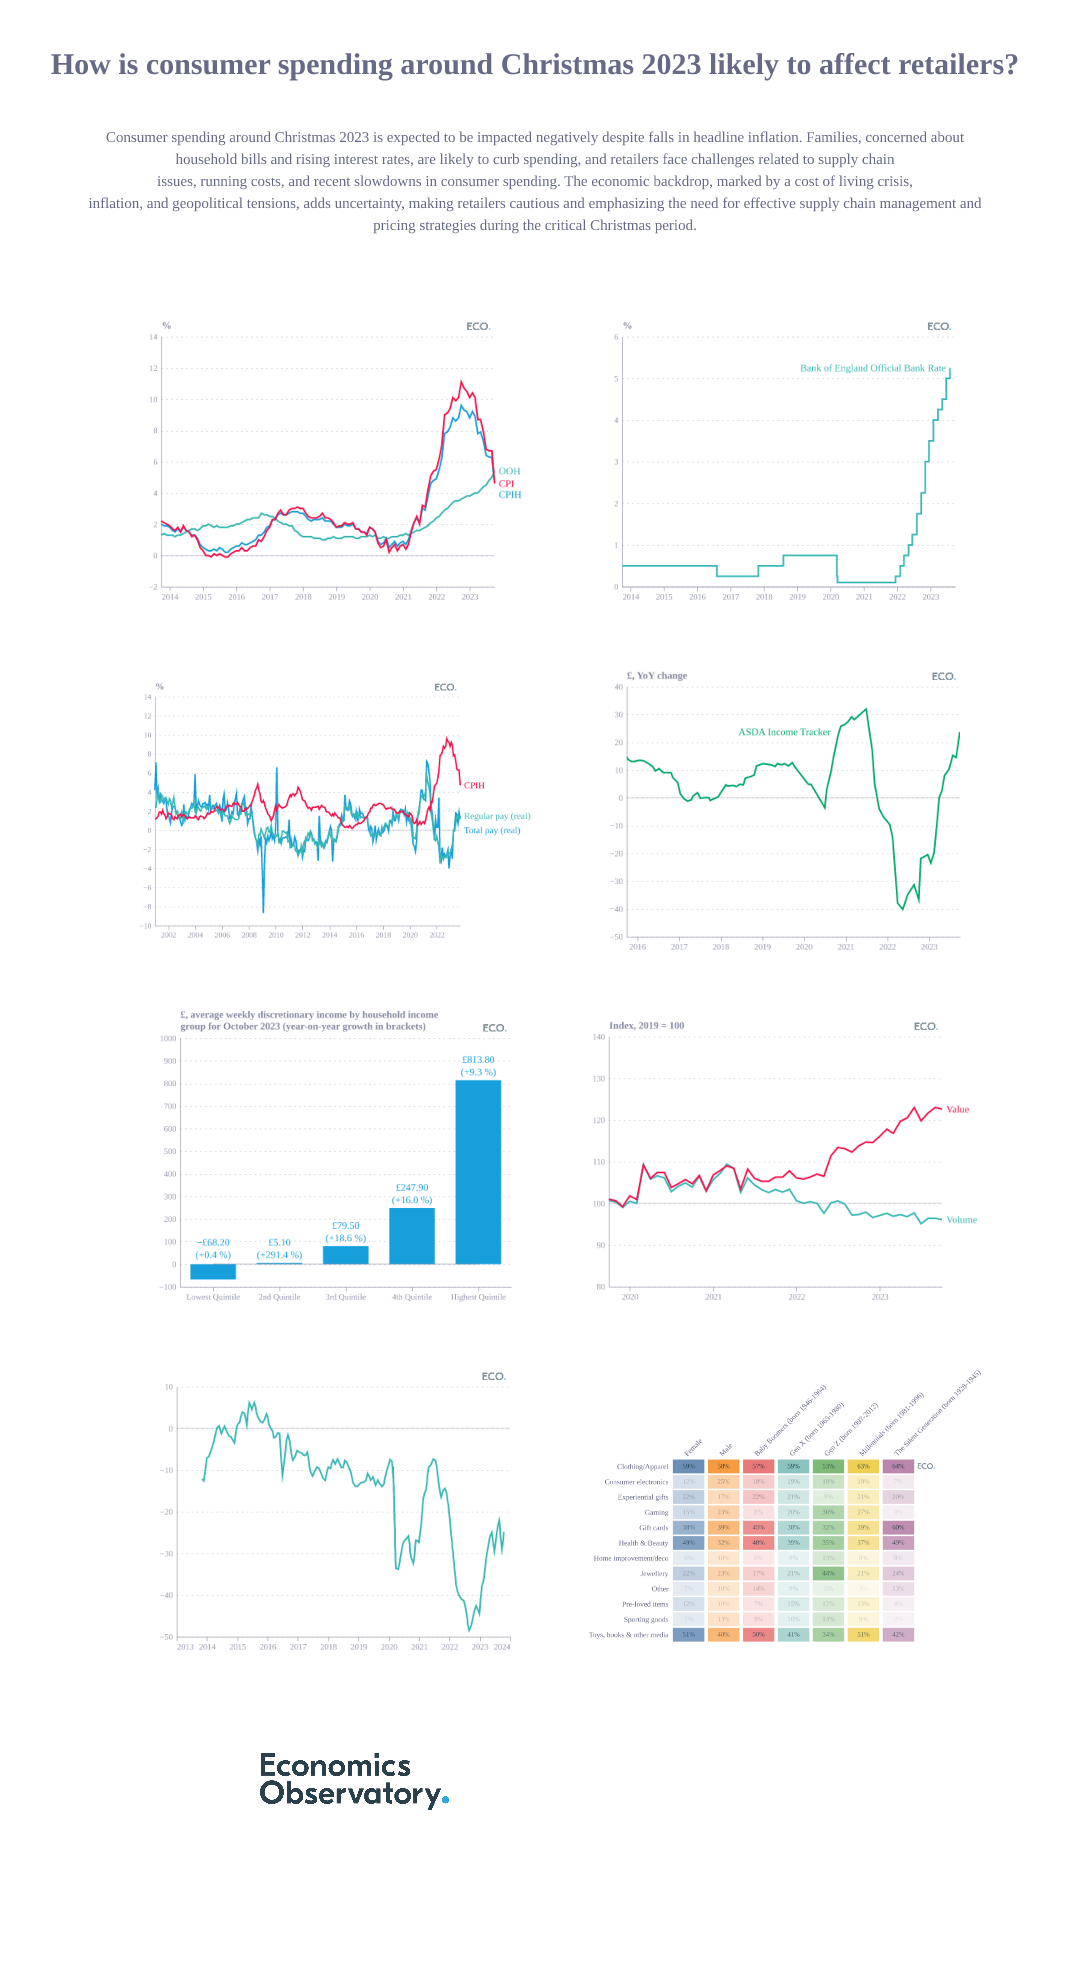 How is consumer spending around Christmas 2023 likely to affect retailers?
Consumer spending around Christmas 2023 is expected to be impacted negatively despite falls in headline inflation. Families, concerned about
household bills and rising interest rates, are likely to curb spending, and retailers face challenges related to supply chain
issues, running costs, and recent slowdowns in consumer spending. The economic backdrop, marked by a cost of living crisis,
inflation, and geopolitical tensions, adds uncertainty, making retailers cautious and emphasizing the need for effective supply chain management and
pricing strategies during the critical Christmas period.
% ECO.
14
12
10
8
6
4
2
0
−2
OOH
CPI
CPIH
2014 2015 2016 2017 2018 2019 2020 2021 2022 2023
% ECO.
6
5
4
3
2
1
0
Bank of England Official Bank Rate
2014 2015 2016 2017 2018 2019 2020 2021 2022 2023
% ECO.
14
12
10
8
6
4
2
0
−2
−4
−6
−8
−10
CPIH
Regular pay (real)
Total pay (real)
2002 2004 2006 2008 2010 2012 2014 2016 2018 2020 2022
£, YoY change ECO.
40
30
20
10
0
−10
−20
−30
−40
−50
ASDA Income Tracker
2016 2017 2018 2019 2020 2021 2022 2023
£, average weekly discretionary income by household income
group for October 2023 (year-on-year growth in brackets) ECO.
1000
900
800
700
600
500
400
300
200
100
0
−100
−£68.20
(+0.4 %)
£5.10
(+291.4 %)
£79.50
(+18.6 %)
£247.90
(+16.0 %)
£813.80
(+9.3 %)
Lowest Quintile 2nd Quintile 3rd Quintile 4th Quintile Highest Quintile
Index, 2019 = 100 ECO.
140
130
120
110
100
90
80
Value
Volume
2020 2021 2022 2023
ECO.
10
0
−10
−20
−30
−40
−50
2013 2014 2015 2016 2017 2018 2019 2020 2021 2022 2023 2024
Female
Male
Baby Boomers (born 1946-1964)
Gen X (born 1965-1980)
Gen Z (born 1997-2012)
Millennials (born 1981-1996)
The Silent Generation (born 1928-1945)
Clothing/Apparel 59% 50% 57% 59% 53% 63% 64% ECO.
Consumer electronics 12% 25% 18% 19% 18% 19% 7%
Experiential gifts 22% 17% 22% 21% 9% 21% 20%
Gaming 15% 23% 8% 20% 30% 27%
Gift cards 38% 39% 45% 38% 32% 39% 60%
Health & Beauty 49% 32% 48% 39% 35% 37% 49%
Home improvement/deco 10% 13%
Jewellery 22% 23% 17% 21% 44% 21% 24%
Other 10% 14% 13%
Pre-loved items 12% 10% 7% 15% 12% 13%
Sporting goods 13% 9% 10% 14%
Toys, books & other media 51% 40% 50% 41% 34% 51% 42%
Economics
Observatory.